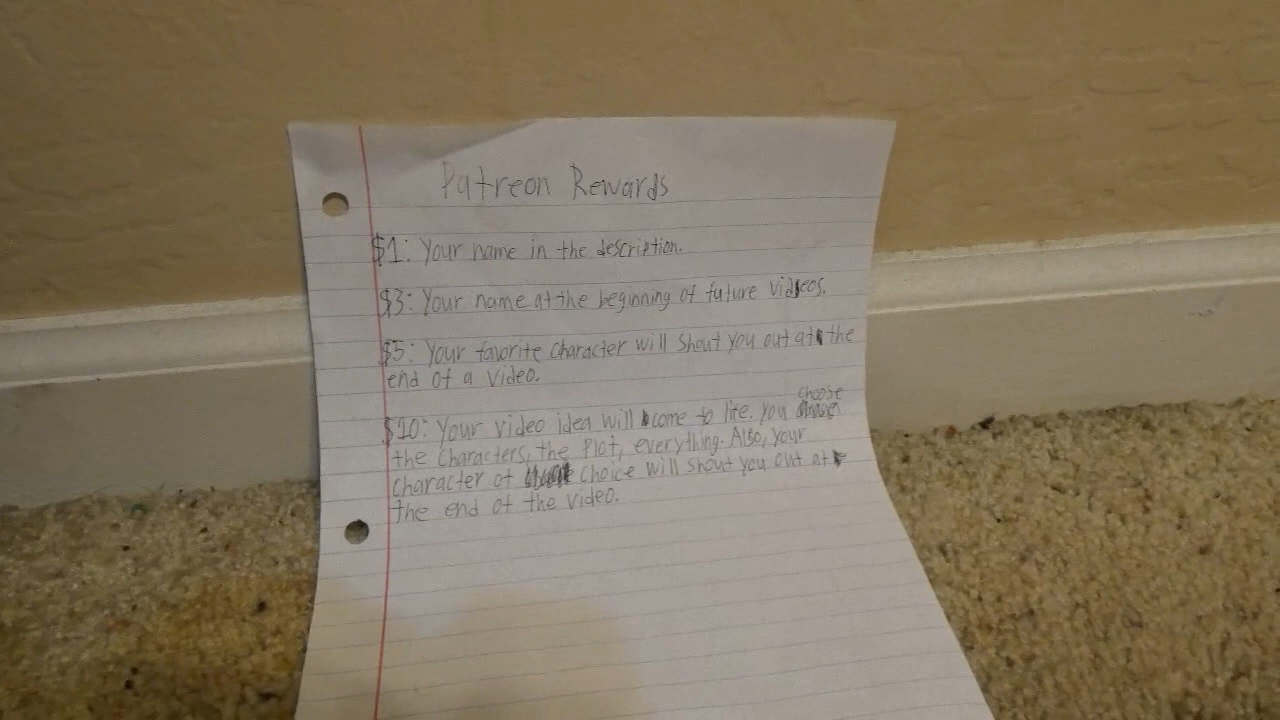 Patreon Rewards
$1: Your name in the description.
$3: Your name at the beginning of future videos.
$5: Your favorite character will shout you out at the
end of a video.
choose
$10: Your video idea will come to life. You
the characters, the plot, everything. Also, your
character of choice will shout you out at
the end of the video.